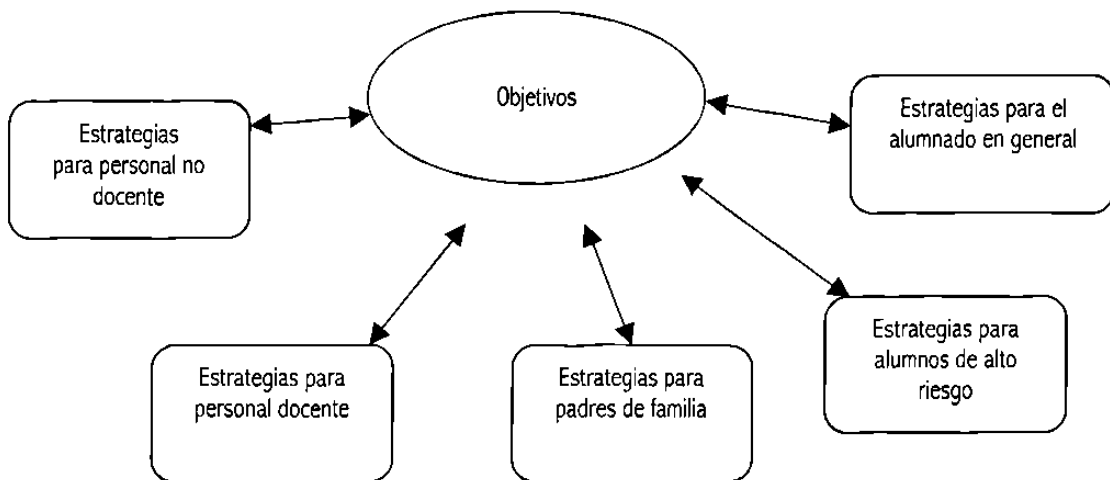 Objetivos
Estrategias para el
alumnado en general
Estrategias
para personal no
docente
Estrategias para
alumnos de alto
riesgo
Estrategias para
personal docente
Estrategias para
padres de familia